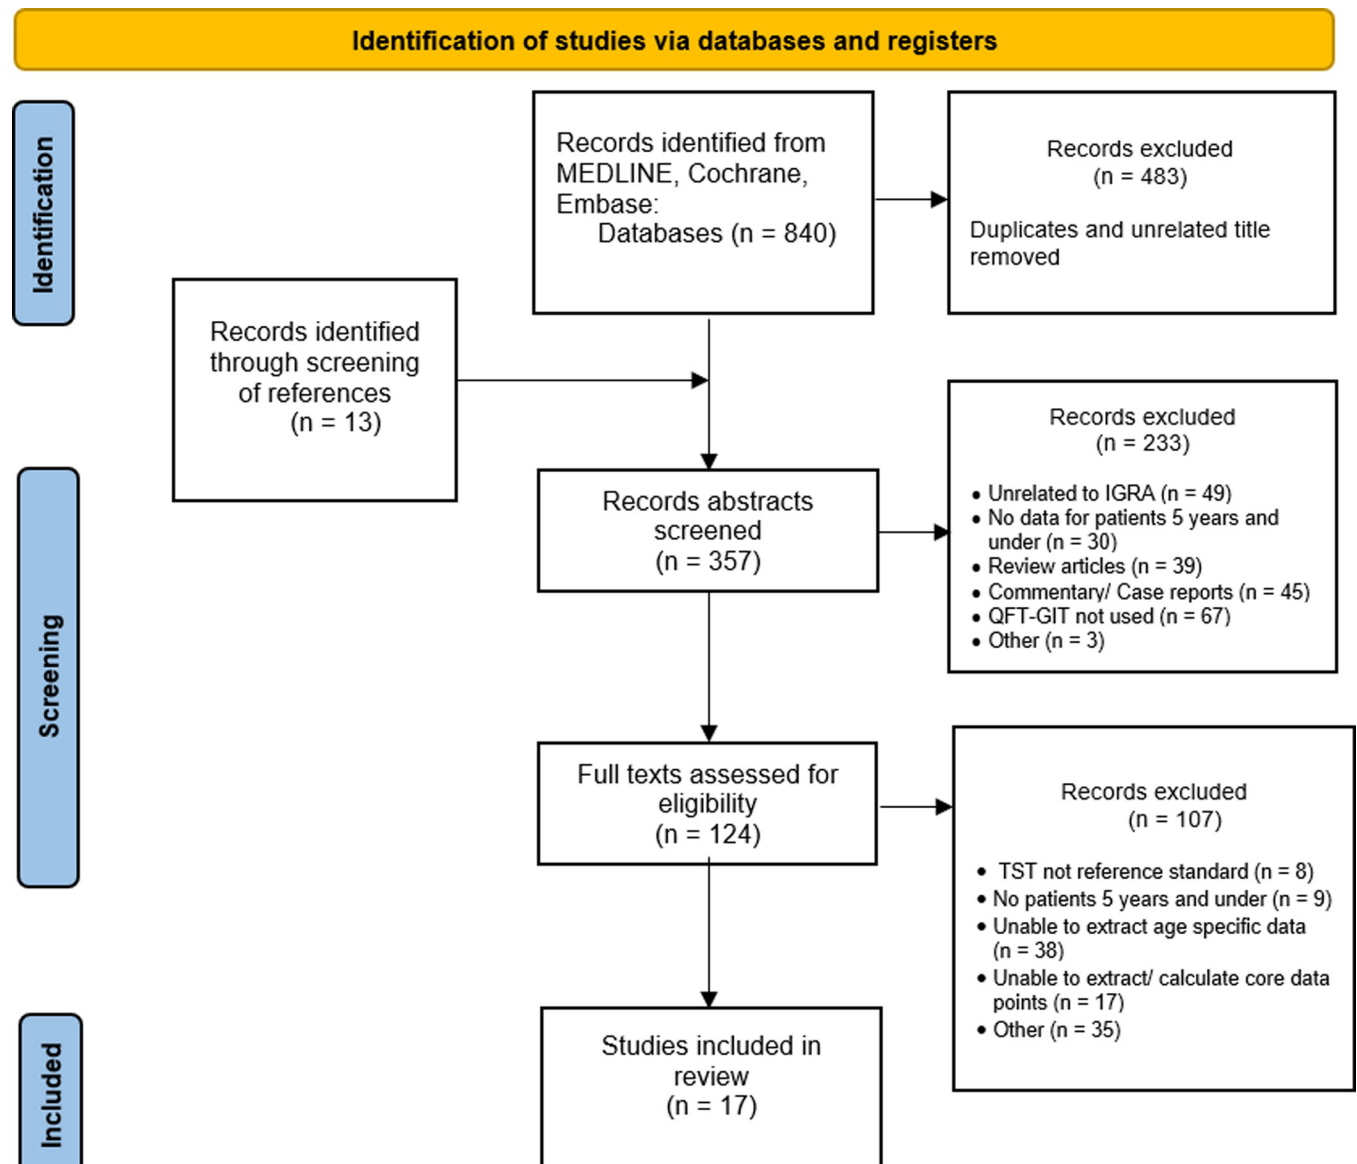 Identification of studies via databases and registers
Identification
Records identified from
MEDLINE, Cochrane,
Embase:
Databases (n = 840)
Records excluded
(n = 483)
Duplicates and unrelated title
removed
Records identified
through screening
of references
(n = 13)
Screening
Records abstracts
screened
(n = 357)
Records excluded
(n = 233)
• Unrelated to IGRA (n = 49)
• No data for patients 5 years and
under (n = 30)
• Review articles (n = 39)
• Commentary/ Case reports (n = 45)
• QFT-GIT not used (n = 67)
• Other (n = 3)
Full texts assessed for
eligibility
(n = 124)
Records excluded
(n = 107)
• TST not reference standard (n = 8)
• No patients 5 years and under (n = 9)
• Unable to extract age specific data
(n = 38)
• Unable to extract/ calculate core data
points (n = 17)
• Other (n = 35)
Included
Studies included in
review
(n = 17)